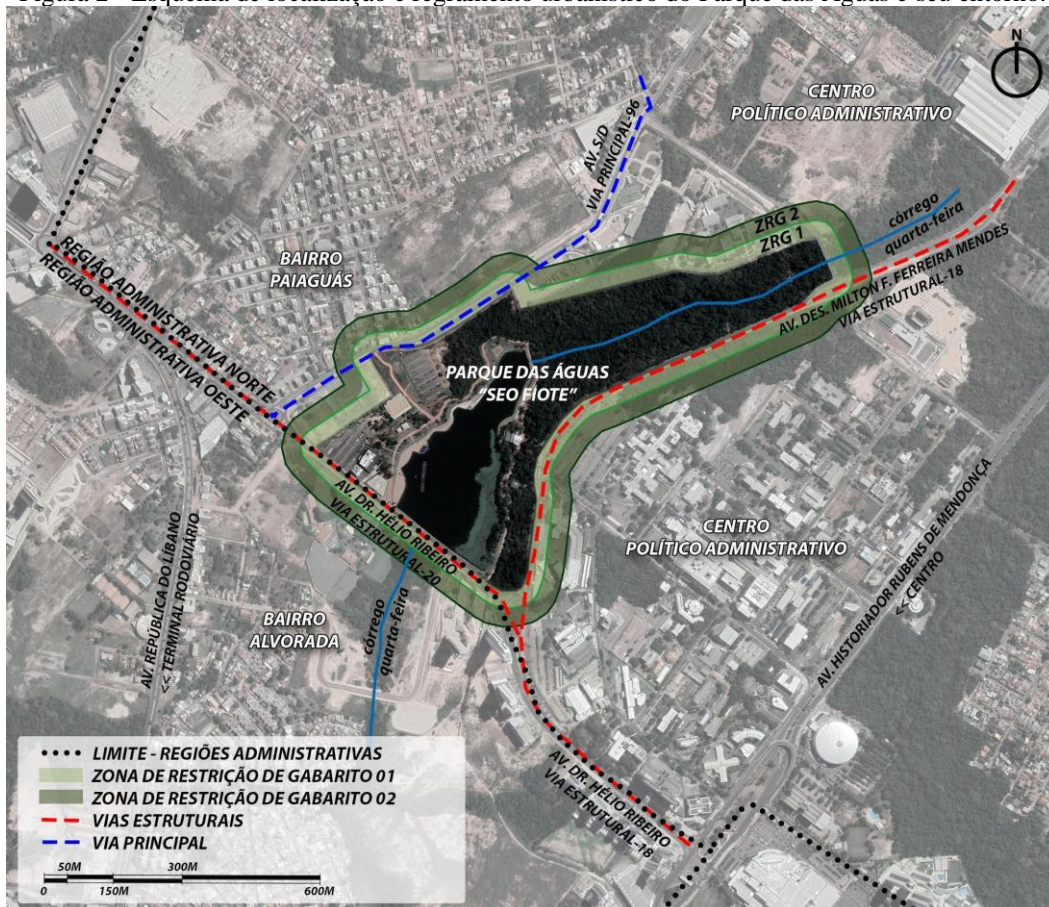 Figura 2 – Esquema de localização e regramento urbanístico do Parque das Águas e seu entorno.
N
CENTRO
POLÍTICO ADMINISTRATIVO
AV. S/D
VIA PRINCIPAL-96
córrego
quarta-feira
ZRG 2
ZRG 1
AV. DES. MILTON F. FERREIRA MENDES
VIA ESTRUTURAL-18
BAIRRO
PAIAGUÁS
REGIÃO ADMINISTRATIVA NORTE
REGIÃO ADMINISTRATIVA OESTE
PARQUE DAS ÁGUAS
“SEO FIOTE”
AV. DR. HÉLIO RIBEIRO
VIA ESTRUTURAL-20
CENTRO
POLÍTICO ADMINISTRATIVO
AV. HISTORIADOR RUBENS DE MENDONÇA
<< CENTRO
AV. REPÚBLICA DO LÍBANO
<< TERMINAL RODOVIÁRIO
BAIRRO
ALVORADA
córrego
quarta-feira
AV. DR. HÉLIO RIBEIRO
VIA ESTRUTURAL-18
LIMITE - REGIÕES ADMINISTRATIVAS
ZONA DE RESTRIÇÃO DE GABARITO 01
ZONA DE RESTRIÇÃO DE GABARITO 02
VIAS ESTRUTURAIS
VIA PRINCIPAL
50M 300M
0 150M 600M